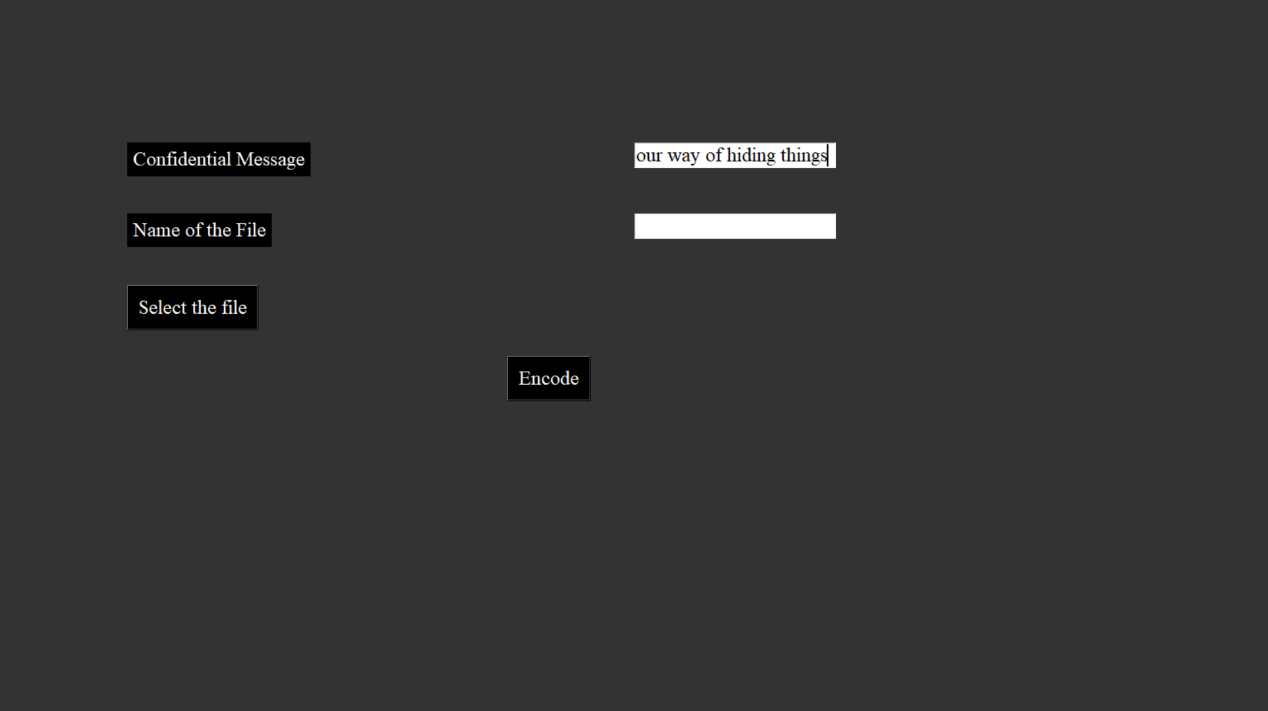 Confidential Message
our way of hiding things
Name of the File
Select the file
Encode